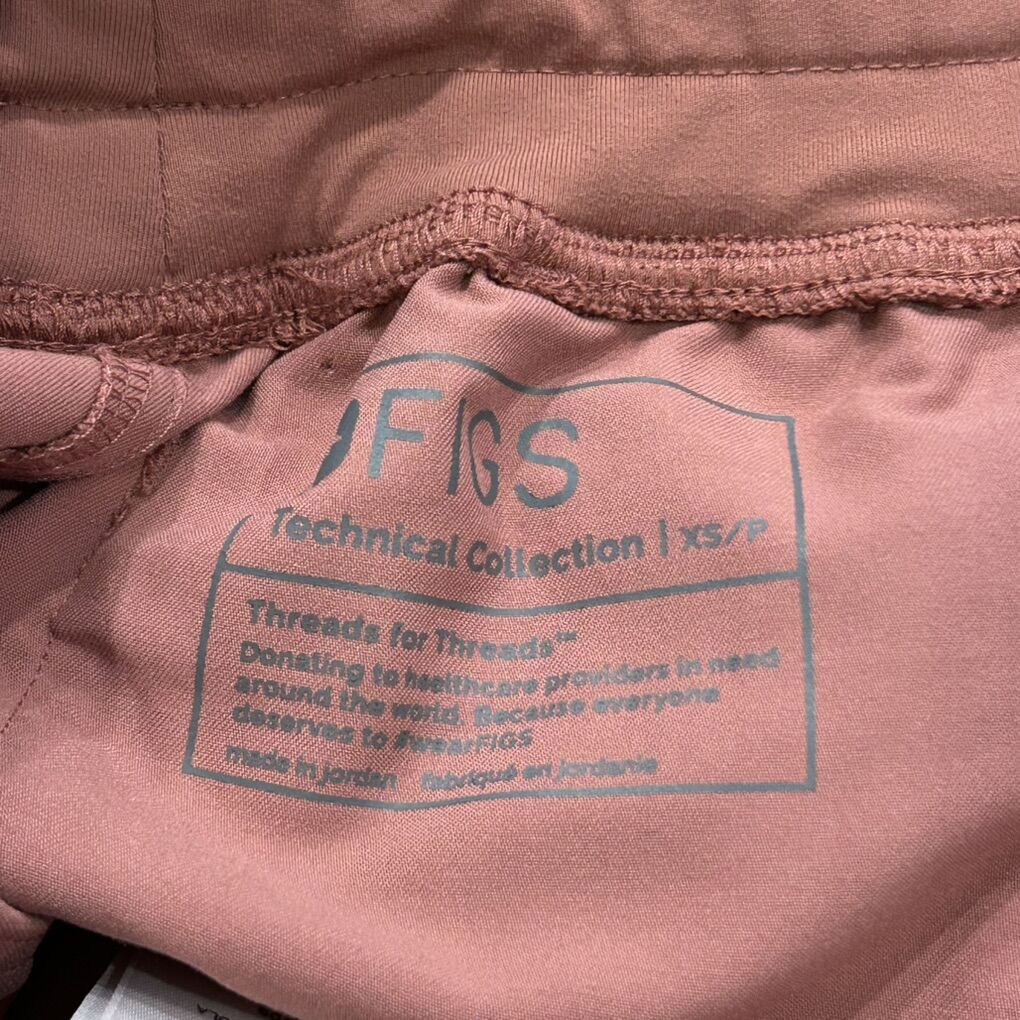 FIGS
Technical Collection | XS/P
Threads for Threads™
Donating to healthcare providers in need
around the world. Because everyone
deserves to #wearFIGS
made in jordan fabriqué en jordanie